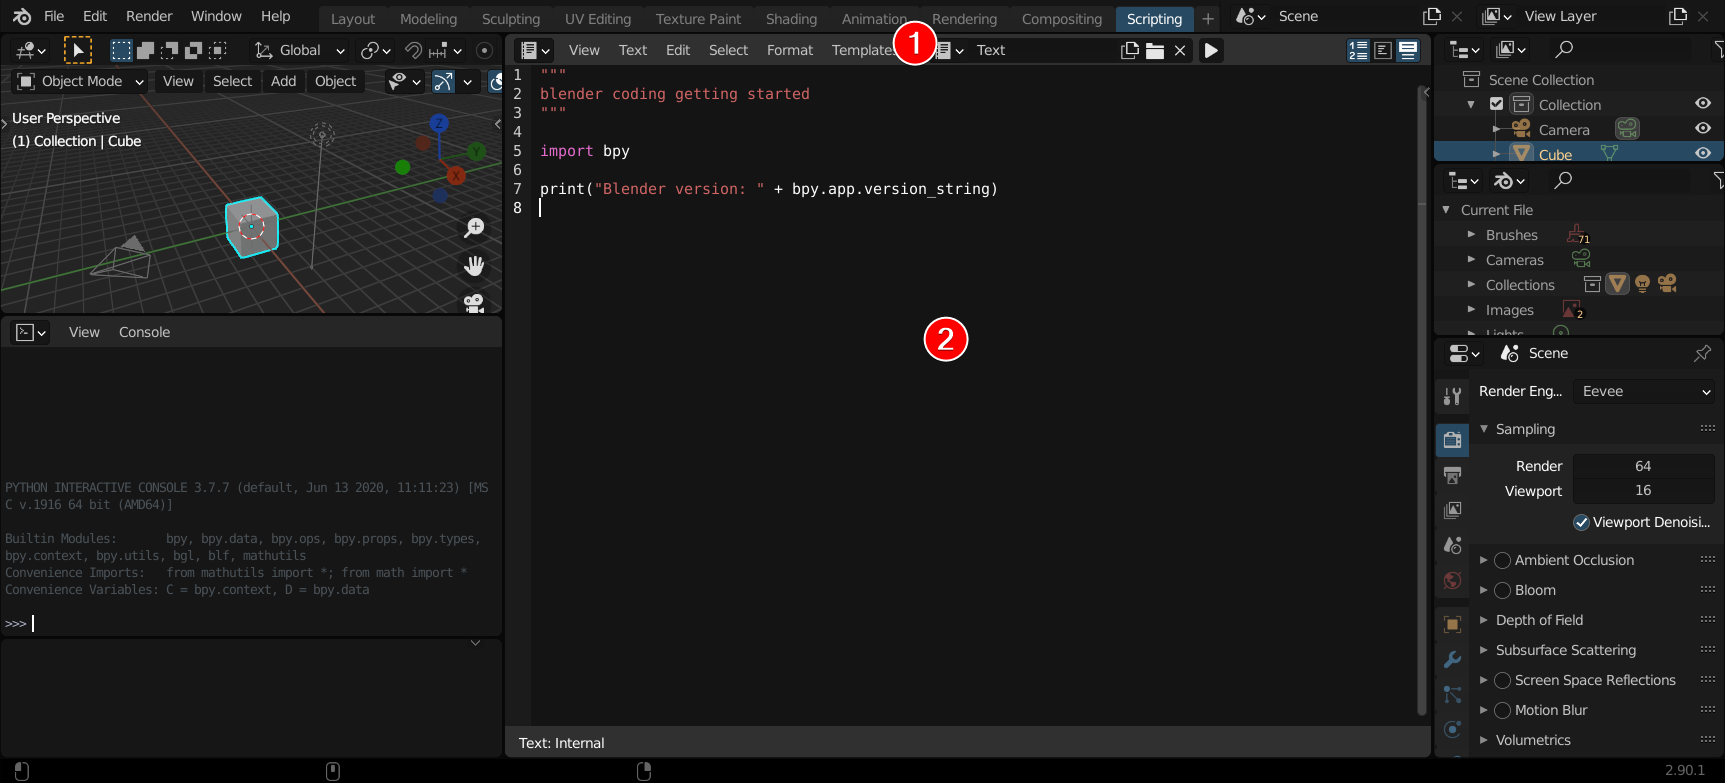 File Edit Render Window Help Layout Modeling Sculpting UV Editing Texture Paint Shading Animation Rendering Compositing Scripting + Scene View Layer
Global
Object Mode View Select Add Object
User Perspective
(1) Collection | Cube
Z
Y
X
View Console
PYTHON INTERACTIVE CONSOLE 3.7.7 (default, Jun 13 2020, 11:11:23) [MS
C v.1916 64 bit (AMD64)]
Builtin Modules: bpy, bpy.data, bpy.ops, bpy.props, bpy.types,
bpy.context, bpy.utils, bgl, blf, mathutils
Convenience Imports: from mathutils import *; from math import *
Convenience Variables: C = bpy.context, D = bpy.data
>>>
View Text Edit Select Format Templates 1 Text
1 """
2 blender coding getting started
3 """
4
5 import bpy
6
7 print("Blender version: " + bpy.app.version_string)
8
2
Text: Internal
Scene Collection
Collection
Camera
Cube
Current File
Brushes 71
Cameras
Collections
Images 2
Lights
Scene
Render Eng... Eevee
Sampling
Render 64
Viewport 16
Viewport Denoisi...
Ambient Occlusion
Bloom
Depth of Field
Subsurface Scattering
Screen Space Reflections
Motion Blur
Volumetrics
2.90.1